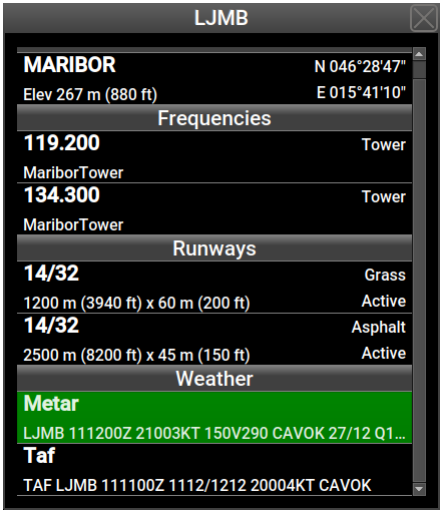 LJMB
MARIBOR N 046°28'47"
Elev 267 m (880 ft) E 015°41'10"
Frequencies
119.200 Tower
MariborTower
134.300 Tower
MariborTower
Runways
14/32 Grass
1200 m (3940 ft) x 60 m (200 ft) Active
14/32 Asphalt
2500 m (8200 ft) x 45 m (150 ft) Active
Weather
Metar
LJMB 111200Z 21003KT 150V290 CAVOK 27/12 Q1...
Taf
TAF LJMB 111100Z 1112/1212 20004KT CAVOK